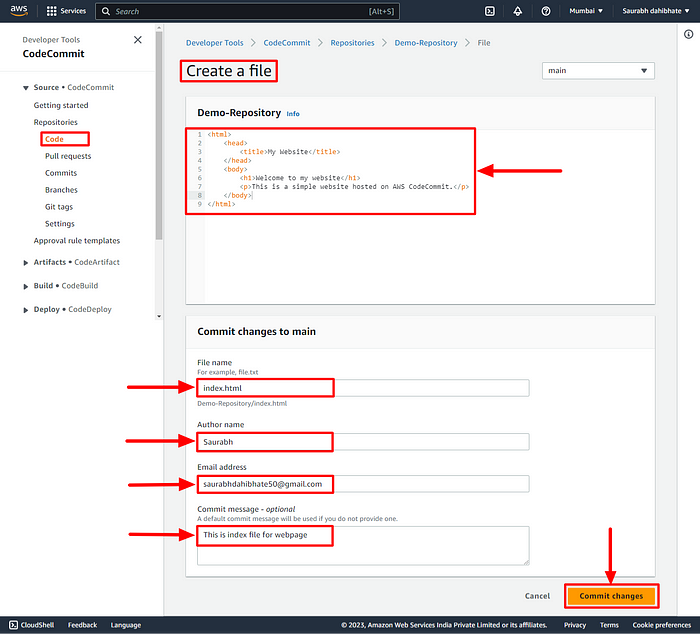 aws Services Search [Alt+S] Mumbai Saurabh dahibhate
Developer Tools
CodeCommit
Source • CodeCommit
Getting started
Repositories
Code
Pull requests
Commits
Branches
Git tags
Settings
Approval rule templates
Artifacts • CodeArtifact
Build • CodeBuild
Deploy • CodeDeploy
Developer Tools > CodeCommit > Repositories > Demo-Repository > File
Create a file
main
Demo-Repository Info
1 <html>
2 <head>
3 <title>My Website</title>
4 </head>
5 <body>
6 <h1>Welcome to my website</h1>
7 <p>This is a simple website hosted on AWS CodeCommit.</p>
8 </body>
9 </html>
Commit changes to main
File name
For example, file.txt
index.html
Demo-Repository/index.html
Author name
Saurabh
Email address
saurabhdahibhate50@gmail.com
Commit message - optional
A default commit message will be used if you do not provide one.
This is index file for webpage
Cancel Commit changes
CloudShell Feedback Language © 2023, Amazon Web Services India Private Limited or its affiliates. Privacy Terms Cookie preferences